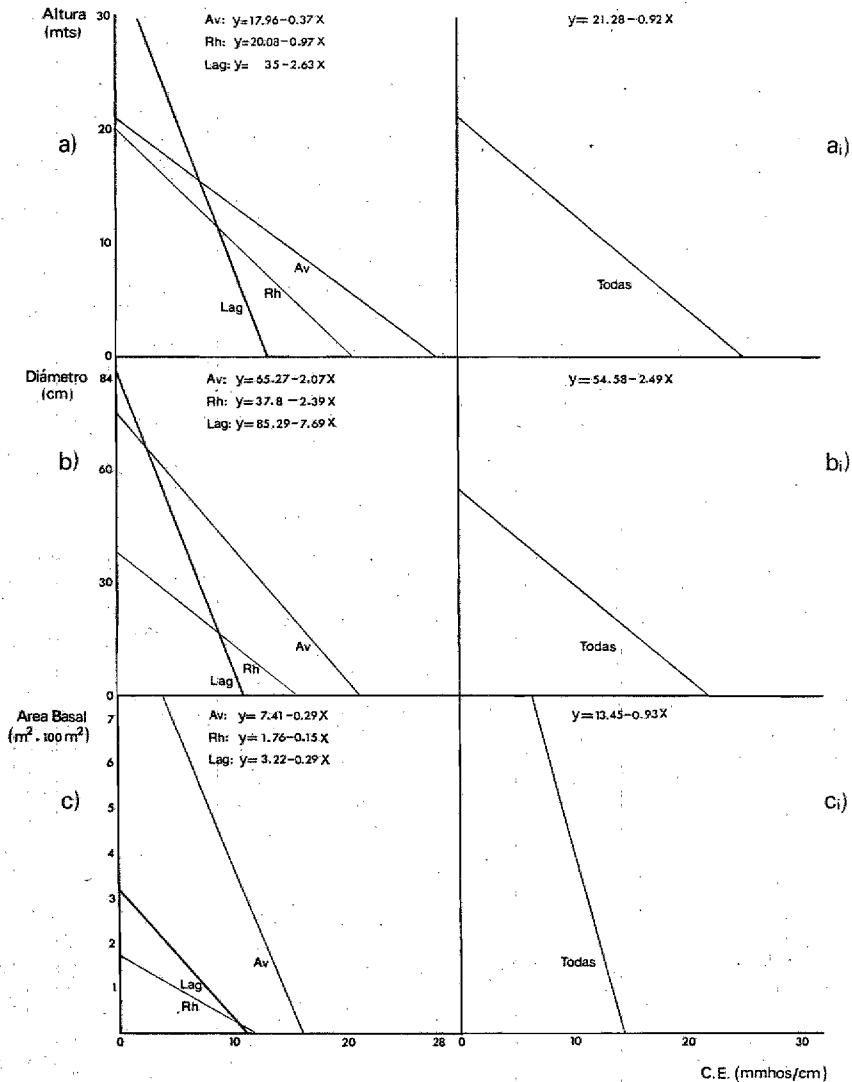 Altura
(mts)
30
20
10
0
a)
Av: y=17.96-0.37X
Rh: y=20.08-0.97X
Lag: y= 35-2.63X
Av
Rh
Lag
y= 21.28-0.92X
Todas
ai)
Diámetro
(cm)
84
60
30
0
b)
Av: y=65.27-2.07X
Rh: y=37.8 -2.39X
Lag: y=85.29-7.69X
Av
Rh
Lag
y=54.58-2.49X
Todas
bi)
Area Basal
(m². 100 m²)
7
6
5
4
3
2
1
c)
Av: y= 7.41-0.29X
Rh: y= 1.76-0.15X
Lag: y= 3.22-0.29X
Av
Lag
Rh
y=13.45-0.93X
Todas
ci)
0 10 20 28 0 10 20 30
C.E. (mmhos/cm)